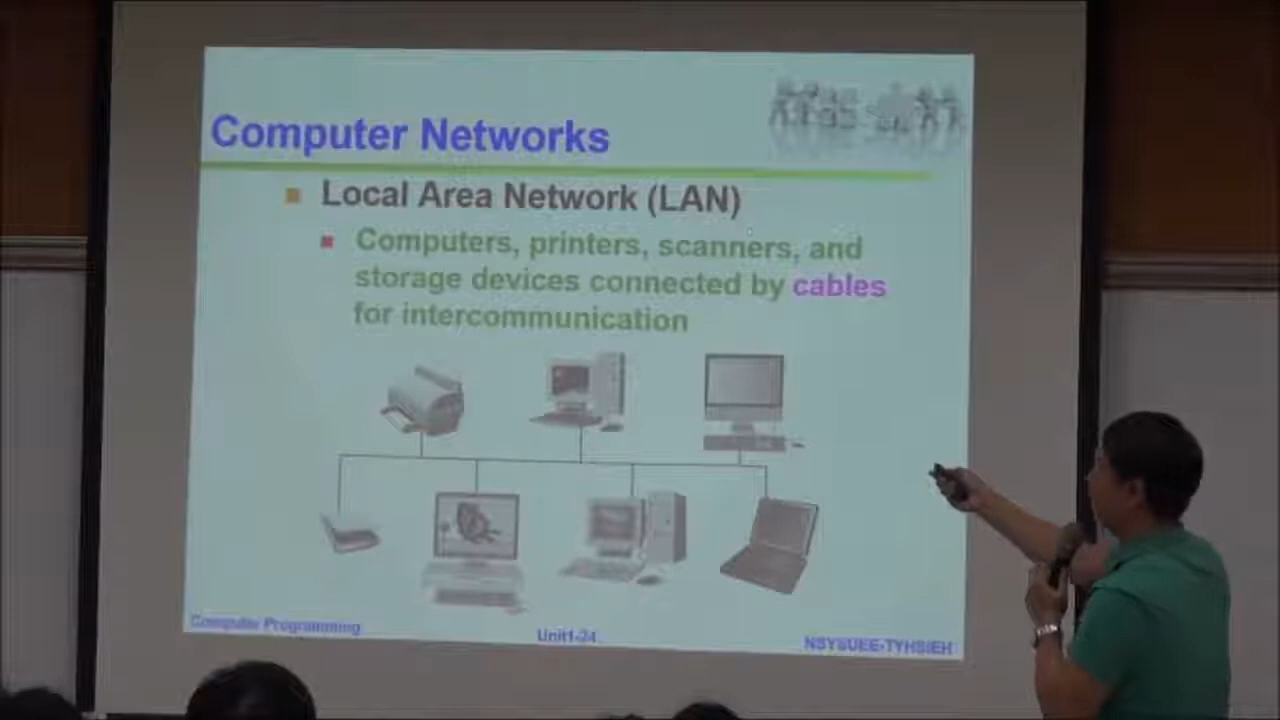 Computer Networks
Local Area Network (LAN)
Computers, printers, scanners, and
storage devices connected by cables
for intercommunication
Computer Programming
Unit1-24
NSYSUEE-TYHSIEH